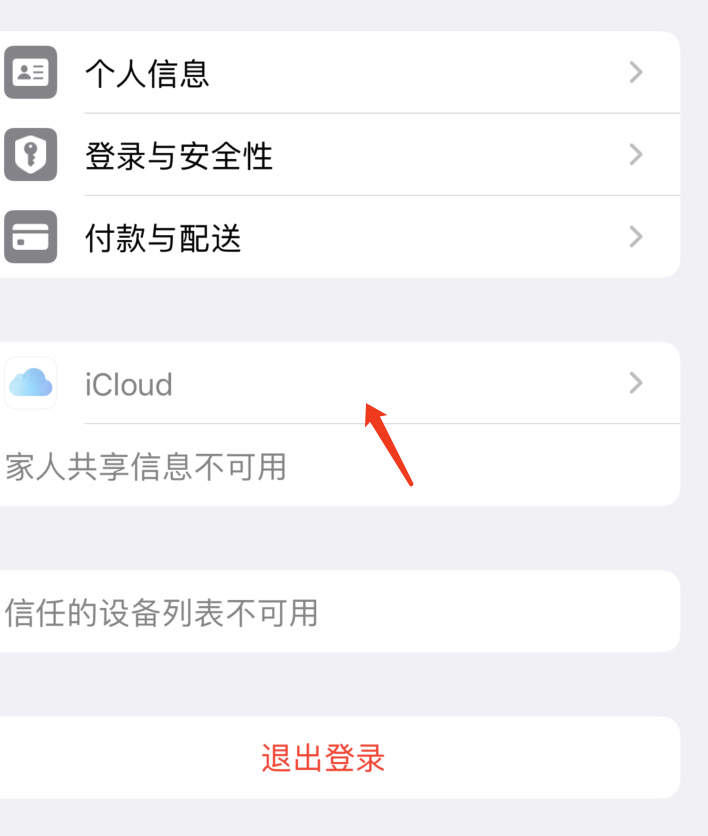 个人信息
登录与安全性
付款与配送
iCloud
家人共享信息不可用
信任的设备列表不可用
退出登录